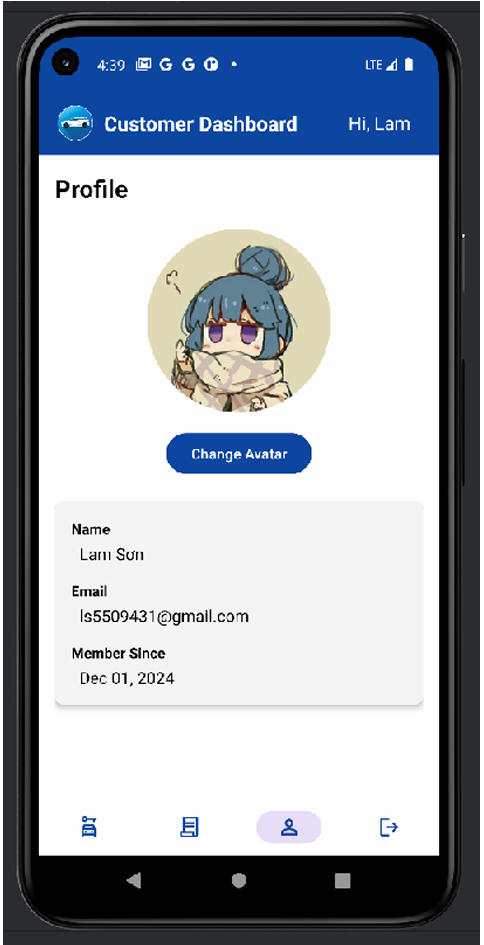 4:39
LTE
Customer Dashboard
Hi, Lam
Profile
Change Avatar
Name
Lam Sơn
Email
ls5509431@gmail.com
Member Since
Dec 01, 2024